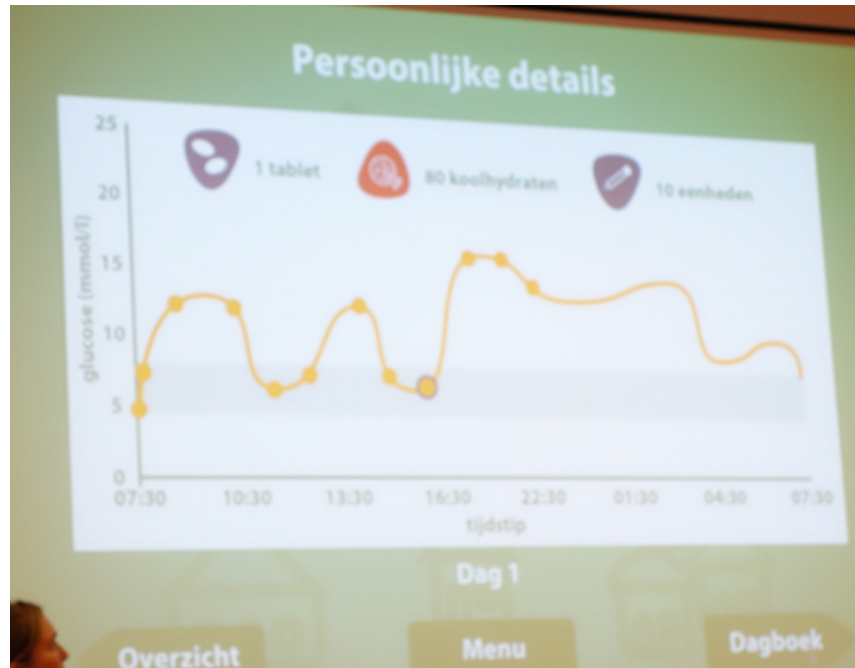 Persoonlijke details
25
20
15
10
5
0
glucose (mmol/l)
1 tablet
80 koolhydraten
10 eenheden
07:30 10:30 13:30 16:30 22:30 01:30 04:30 07:30
tijdstip
Dag 1
Overzicht Menu Dagboek